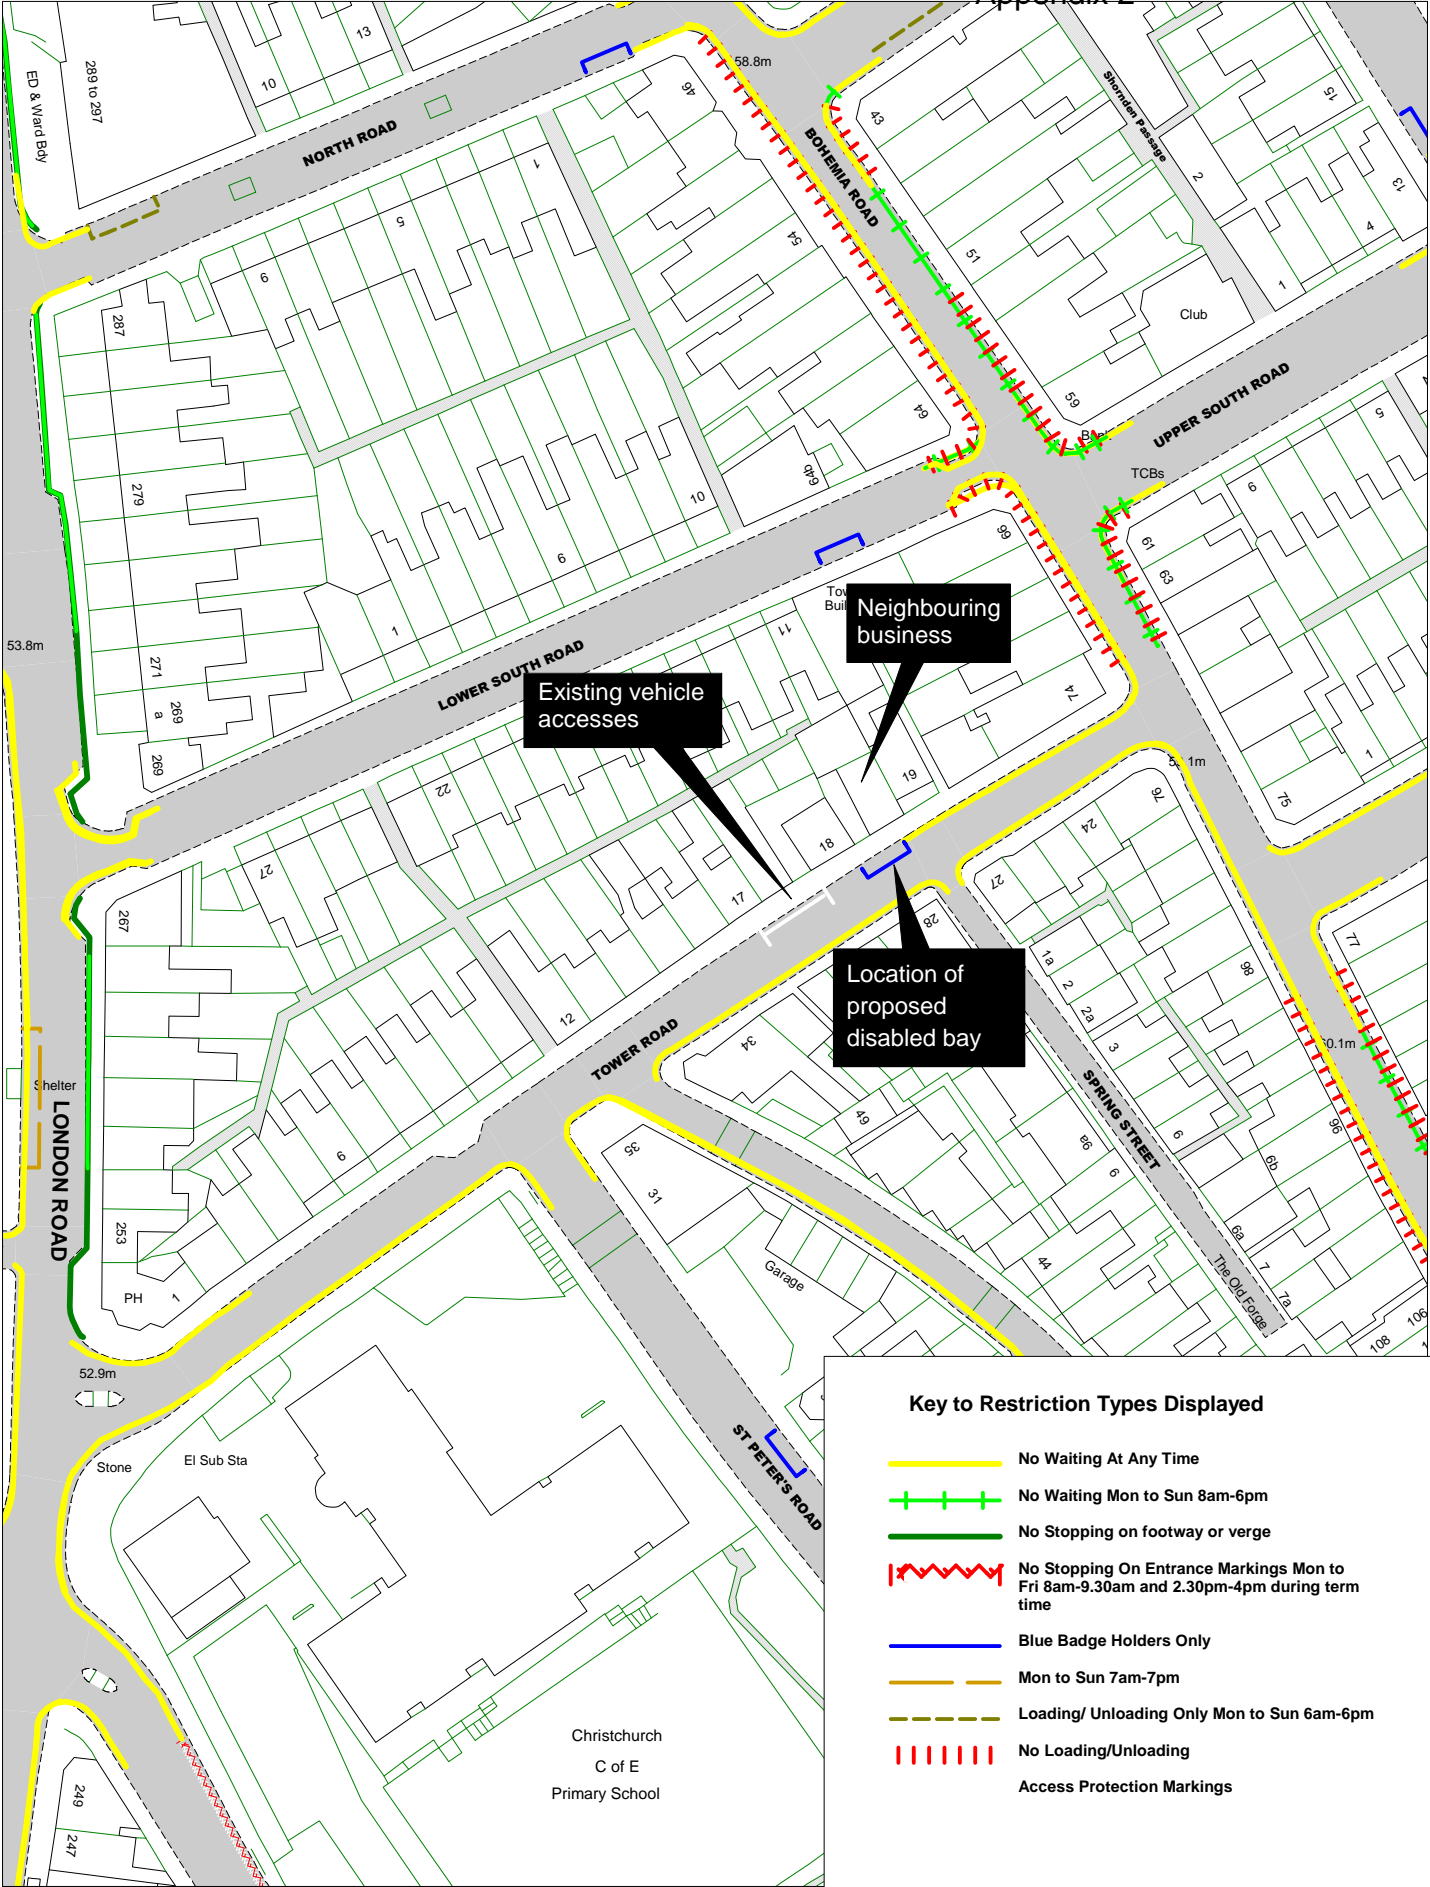 Appendix 2
13
10
289 to 297
ED & Ward Bdy
NORTH ROAD
46
58.8m
43
BOHEMIA ROAD
Shornden Passage
15
2
13
4
1
51
54
1
5
9
Club
287
279
271
269
a
269
53.8m
59
UPPER SOUTH ROAD
TCBs
64
64b
10
6
1
LOWER SOUTH ROAD
5
9
61
63
66
74
11
Neighbouring
business
Existing vehicle
accesses
22
27
17
18
19
12
1
75
76
24
27
28
267
Location of
proposed
disabled bay
1a
2
2a
3
98
77
60.1m
96
34
49
TOWER ROAD
SPRING STREET
9a
9
6
6b
6a
7
7a
The Old Forge
106
108
44
35
31
Garage
9
Shelter
LONDON ROAD
253
PH
1
52.9m
Stone
El Sub Sta
ST PETER'S ROAD
Christchurch
C of E
Primary School
249
247
Key to Restriction Types Displayed
No Waiting At Any Time
No Waiting Mon to Sun 8am-6pm
No Stopping on footway or verge
No Stopping On Entrance Markings Mon to
Fri 8am-9.30am and 2.30pm-4pm during term
time
Blue Badge Holders Only
Mon to Sun 7am-7pm
Loading/ Unloading Only Mon to Sun 6am-6pm
No Loading/Unloading
Access Protection Markings